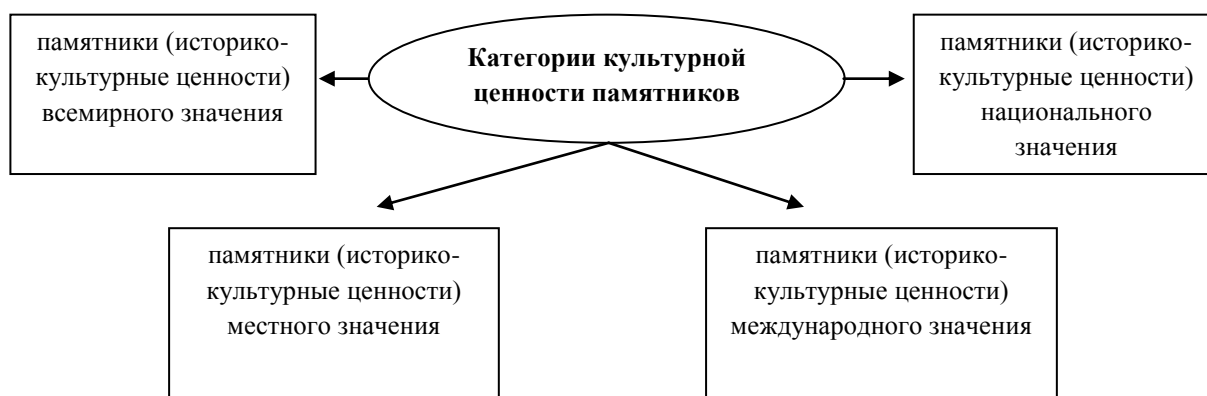 памятники (историко-
культурные ценности)
всемирного значения
Категории культурной
ценности памятников
памятники (историко-
культурные ценности)
национального
значения
памятники (историко-
культурные ценности)
местного значения
памятники (историко-
культурные ценности)
международного значения